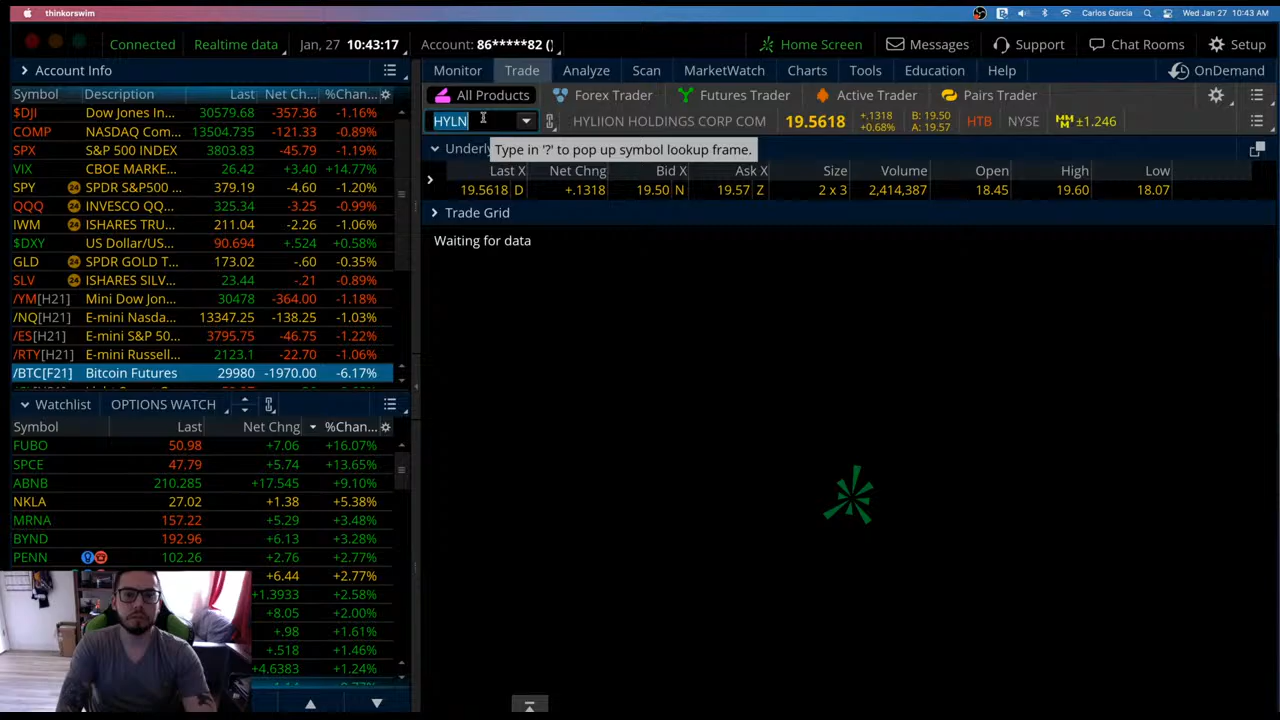 thinkorswim
Carlos Garcia
Wed Jan 27 10:43 AM
Connected
Realtime data
Jan, 27 10:43:17
Account: 86*****82 ()
Home Screen
Messages
Support
Chat Rooms
Setup
Account Info
Monitor Trade Analyze Scan MarketWatch Charts Tools Education Help
OnDemand
All Products Forex Trader Futures Trader Active Trader Pairs Trader
HYLN
HYLIION HOLDINGS CORP COM
19.5618
+.1318
+0.68%
B: 19.50
A: 19.57
HTB
NYSE
±1.246
Type in '?' to pop up symbol lookup frame.
Last X Net Chng Bid X Ask X Size Volume Open High Low
19.5618 D +.1318 19.50 N 19.57 Z 2 x 3 2,414,387 18.45 19.60 18.07
Trade Grid
Waiting for data
Symbol Description Last Net Ch... %Chan...
$DJI Dow Jones In... 30579.68 -357.36 -1.16%
COMP NASDAQ Com... 13504.735 -121.33 -0.89%
SPX S&P 500 INDEX 3803.83 -45.79 -1.19%
VIX CBOE MARKE... 26.42 +3.40 +14.77%
SPY 24 SPDR S&P500 ... 379.19 -4.60 -1.20%
QQQ 24 INVESCO QQ... 325.34 -3.25 -0.99%
IWM 24 ISHARES TRU... 211.04 -2.26 -1.06%
$DXY US Dollar/US... 90.694 +.524 +0.58%
GLD 24 SPDR GOLD T... 173.02 -.60 -0.35%
SLV 24 ISHARES SILV... 23.44 -.21 -0.89%
/YM[H21] Mini Dow Jon... 30478 -364.00 -1.18%
/NQ[H21] E-mini Nasda... 13347.25 -138.25 -1.03%
/ES[H21] E-mini S&P 50... 3795.75 -46.75 -1.22%
/RTY[H21] E-mini Russell... 2123.1 -22.70 -1.06%
/BTC[F21] Bitcoin Futures 29980 -1970.00 -6.17%
Watchlist OPTIONS WATCH
Symbol Last Net Chng %Chan...
FUBO 50.98 +7.06 +16.07%
SPCE 47.79 +5.74 +13.65%
ABNB 210.285 +17.545 +9.10%
NKLA 27.02 +1.38 +5.38%
MRNA 157.22 +5.29 +3.48%
BYND 192.96 +6.13 +3.28%
PENN 102.26 +2.76 +2.77%
+6.44 +2.77%
+1.3933 +2.58%
+8.05 +2.00%
+.98 +1.61%
+.518 +1.46%
+4.6383 +1.24%